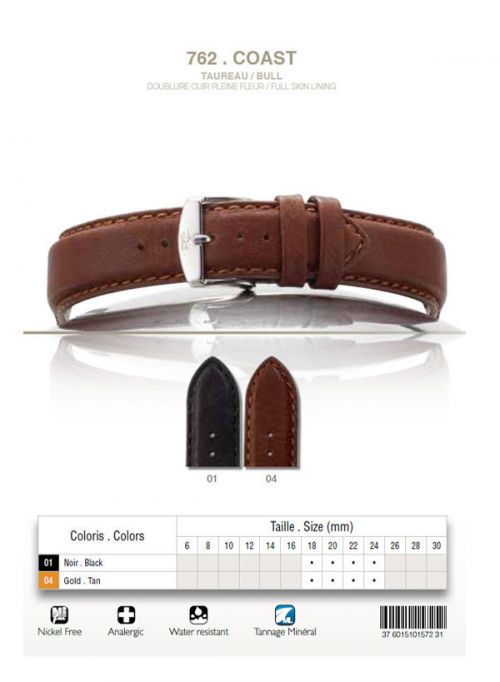 762 . COAST
TAUREAU / BULL
DOUBLURE CUIR PLEINE FLEUR / FULL SKIN LINING
01 04
Coloris . Colors
Taille . Size (mm)
6 8 10 12 14 16 18 20 22 24 26 28 30
01 Noir . Black • • • •
04 Gold . Tan • • • •
Nickel Free Analergic Water resistant Tannage Minéral
37 6015101572 31